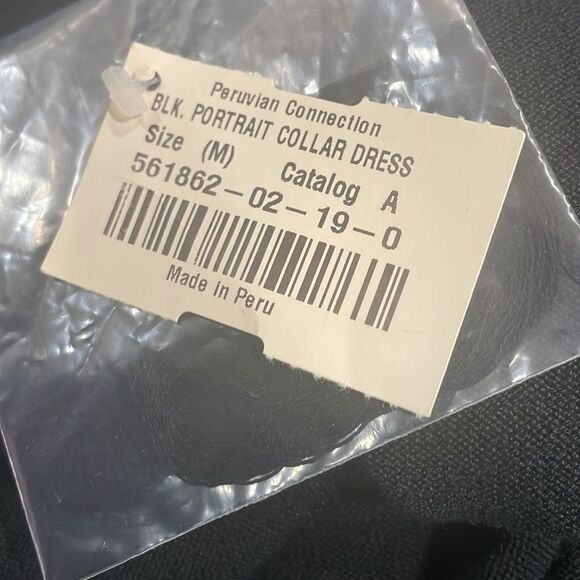 Peruvian Connection
BLK. PORTRAIT COLLAR DRESS
Size (M) Catalog A
561862-02-19-0
Made in Peru